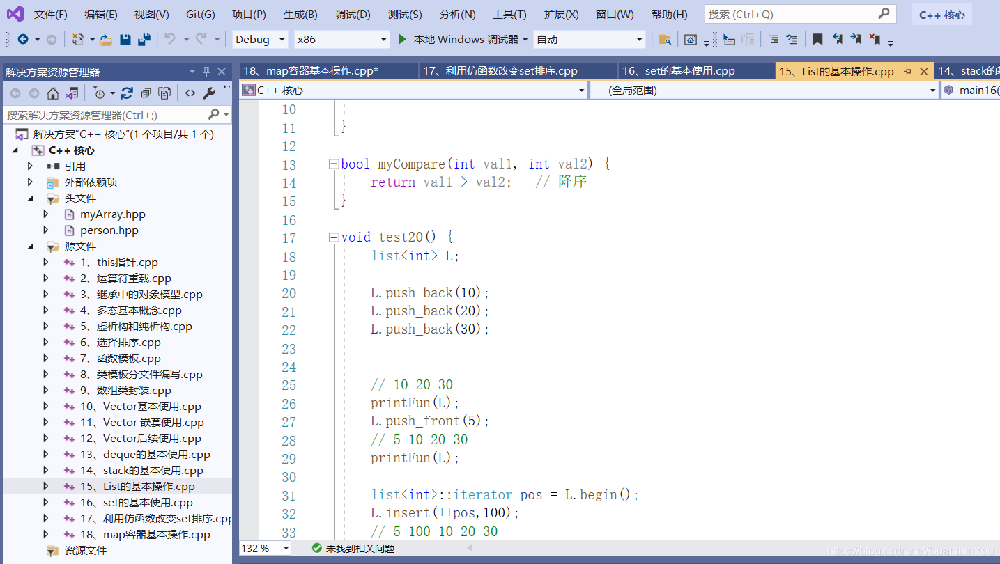 文件(F) 编辑(E) 视图(V) Git(G) 项目(P) 生成(B) 调试(D) 测试(S) 分析(N) 工具(T) 扩展(X) 窗口(W) 帮助(H) 搜索 (Ctrl+Q) C++ 核心
Debug x86 本地 Windows 调试器 自动
解决方案资源管理器
搜索解决方案资源管理器(Ctrl+;)
解决方案"C++ 核心"(1 个项目/共 1 个)
C++ 核心
引用
外部依赖项
头文件
myArray.hpp
person.hpp
源文件
1、this指针.cpp
2、运算符重载.cpp
3、继承中的对象模型.cpp
4、多态基本概念.cpp
5、虚析构和纯析构.cpp
6、选择排序.cpp
7、函数模板.cpp
8、类模板分文件编写.cpp
9、数组类封装.cpp
10、Vector基本使用.cpp
11、Vector 嵌套使用.cpp
12、Vector后续使用.cpp
13、deque的基本使用.cpp
14、stack的基本使用.cpp
15、List的基本操作.cpp
16、set的基本使用.cpp
17、利用仿函数改变set排序.cpp
18、map容器基本操作.cpp
资源文件
18、map容器基本操作.cpp* 17、利用仿函数改变set排序.cpp 16、set的基本使用.cpp 15、List的基本操作.cpp 14、stack的
C++ 核心 (全局范围) main16(
10
11 }
12
13 bool myCompare(int val1, int val2) {
14 return val1 > val2; // 降序
15 }
16
17 void test20() {
18 list<int> L;
19
20 L.push_back(10);
21 L.push_back(20);
22 L.push_back(30);
23
24
25 // 10 20 30
26 printFun(L);
27 L.push_front(5);
28 // 5 10 20 30
29 printFun(L);
30
31 list<int>::iterator pos = L.begin();
32 L.insert(++pos,100);
33 // 5 100 10 20 30
132 % 未找到相关问题
https://blog.csdn.net/QuantumYou